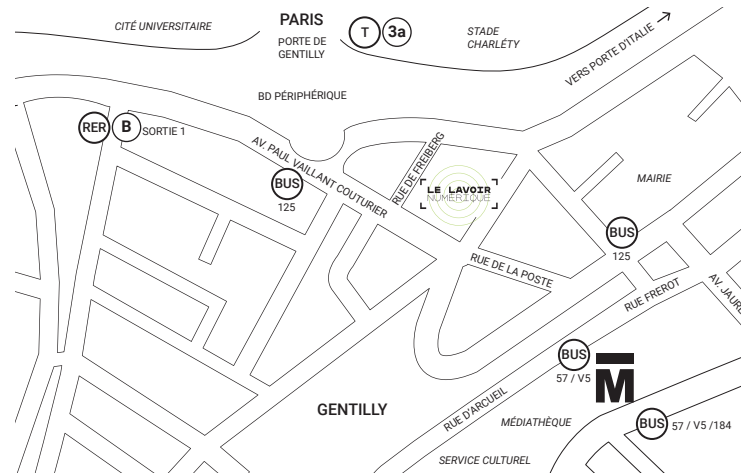 CITÉ UNIVERSITAIRE
PARIS
PORTE DE
GENTILLY
T
3a
STADE
CHARLÉTY
VERS PORTE D'ITALIE
BD PÉRIPHÉRIQUE
RER
B
SORTIE 1
AV. PAUL VAILLANT COUTURIER
RUE DE FREIBERG
BUS
125
LE LAVOIR
NUMÉRIQUE
MAIRIE
BUS
125
RUE DE LA POSTE
RUE FREROT
AV. JAURÈ
BUS
57 / V5
M
GENTILLY
RUE D'ARCUEIL
MÉDIATHÈQUE
BUS
57 / V5 /184
SERVICE CULTUREL